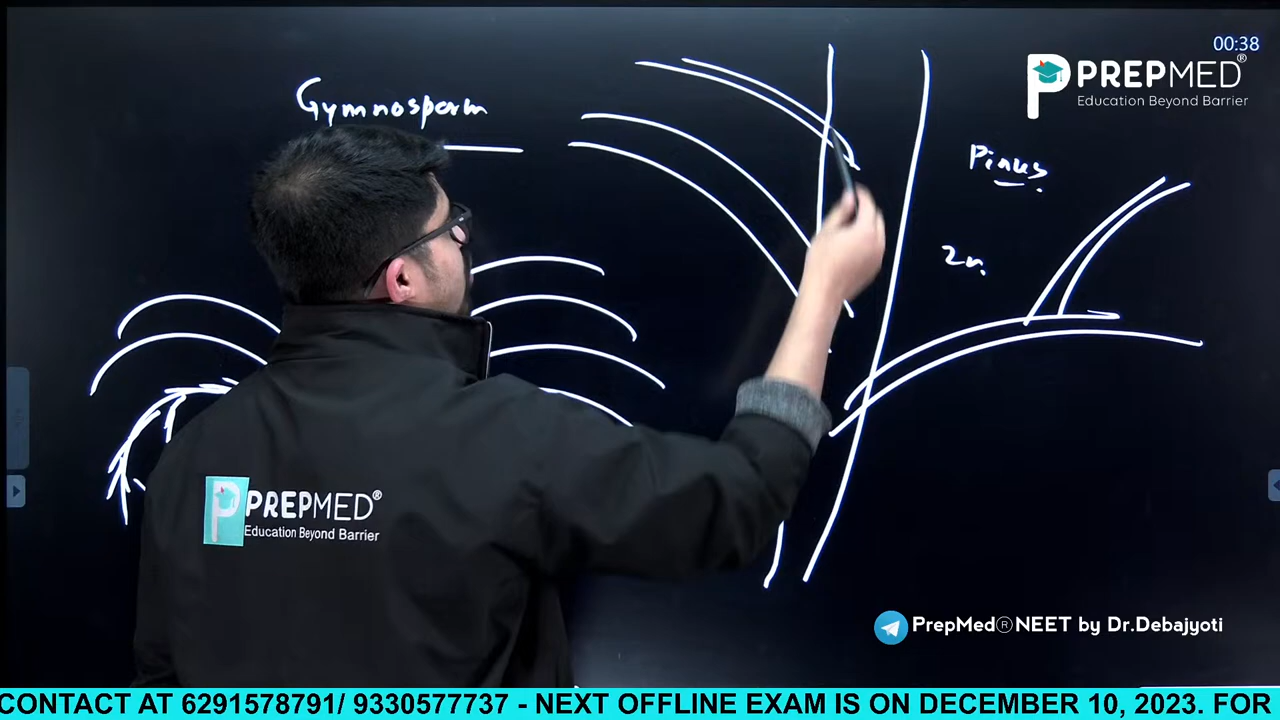 00:38
PREPMED®
Education Beyond Barrier
Gymnosperm
Pinus
2n
PREPMED®
Education Beyond Barrier
PrepMed®NEET by Dr.Debajyoti
CONTACT AT 6291578791/ 9330577737 - NEXT OFFLINE EXAM IS ON DECEMBER 10, 2023. FOR